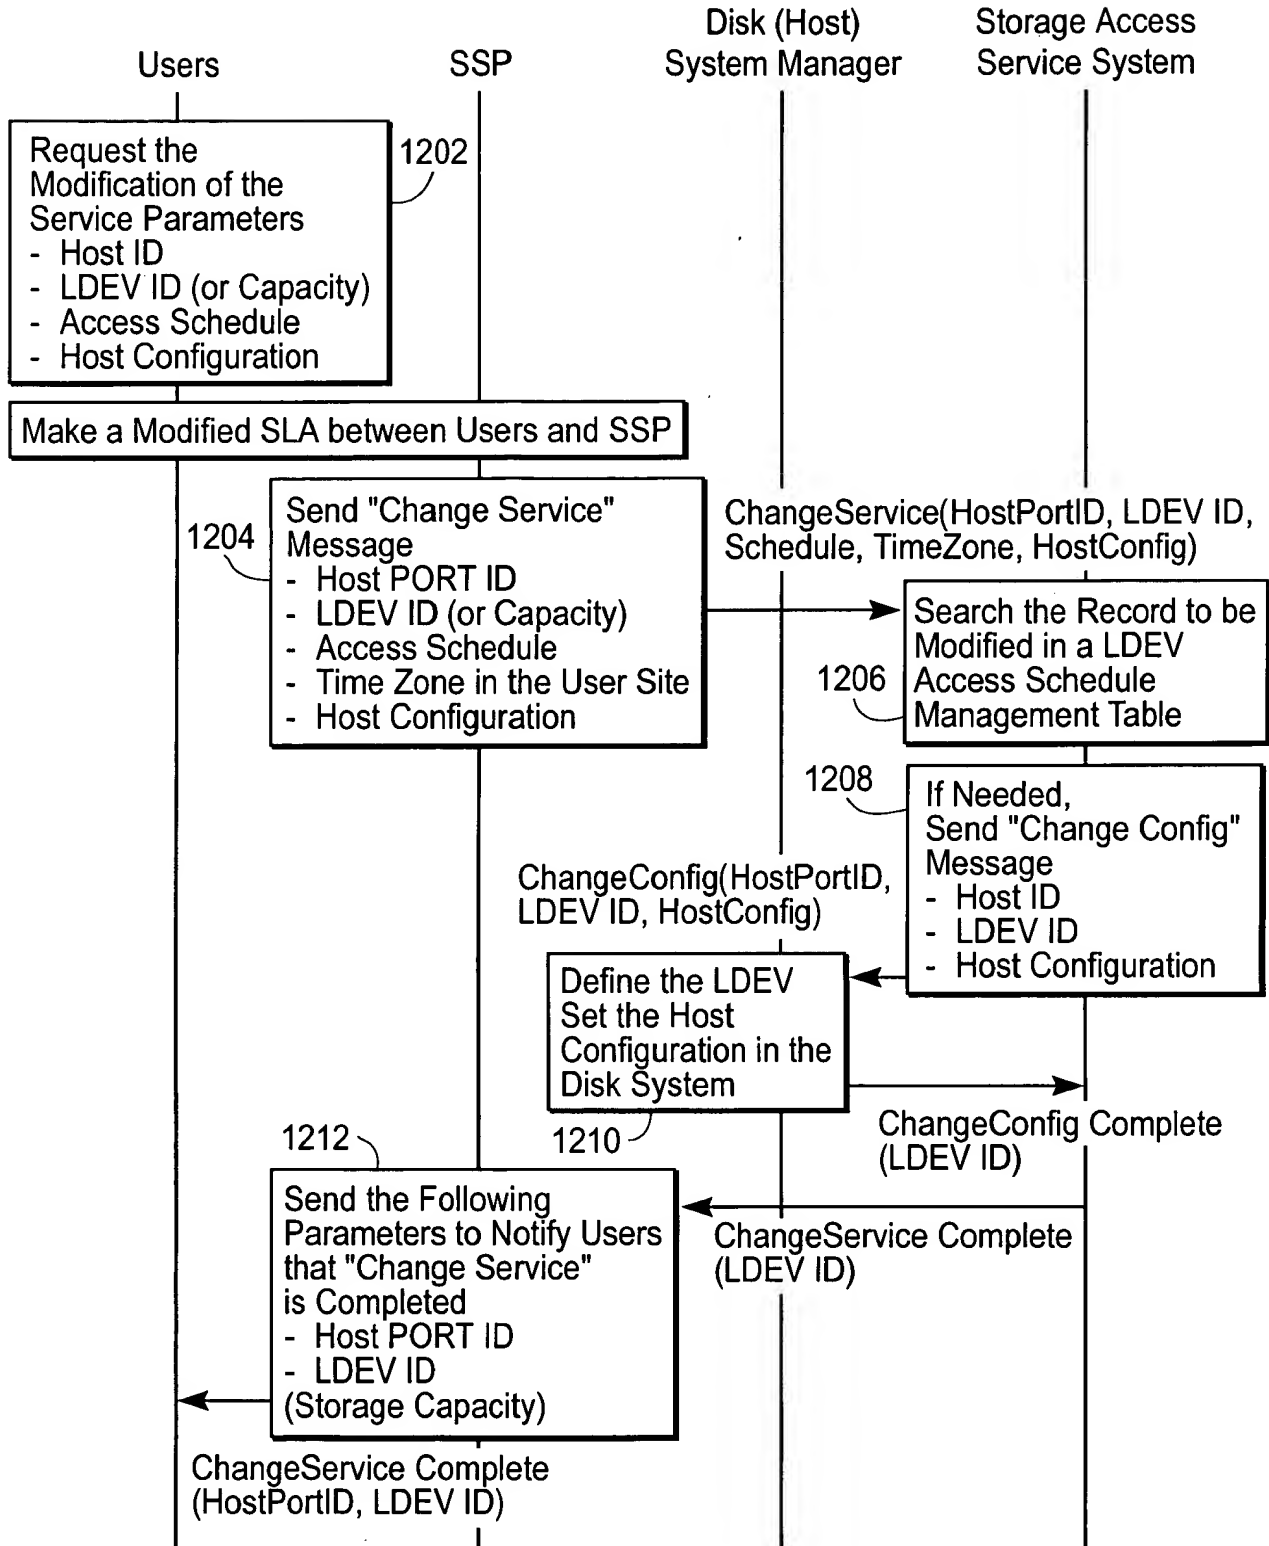 Users
SSP
Disk (Host)
System Manager
Storage Access
Service System
Request the
Modification of the
Service Parameters
- Host ID
- LDEV ID (or Capacity)
- Access Schedule
- Host Configuration
1202
Make a Modified SLA between Users and SSP
1204
Send "Change Service"
Message
- Host PORT ID
- LDEV ID (or Capacity)
- Access Schedule
- Time Zone in the User Site
- Host Configuration
ChangeService(HostPortID, LDEV ID,
Schedule, TimeZone, HostConfig)
Search the Record to be
Modified in a LDEV
Access Schedule
Management Table
1206
1208
If Needed,
Send "Change Config"
Message
- Host ID
- LDEV ID
- Host Configuration
ChangeConfig(HostPortID,
LDEV ID, HostConfig)
Define the LDEV
Set the Host
Configuration in the
Disk System
1210
ChangeConfig Complete
(LDEV ID)
1212
Send the Following
Parameters to Notify Users
that "Change Service"
is Completed
- Host PORT ID
- LDEV ID
(Storage Capacity)
ChangeService Complete
(LDEV ID)
ChangeService Complete
(HostPortID, LDEV ID)